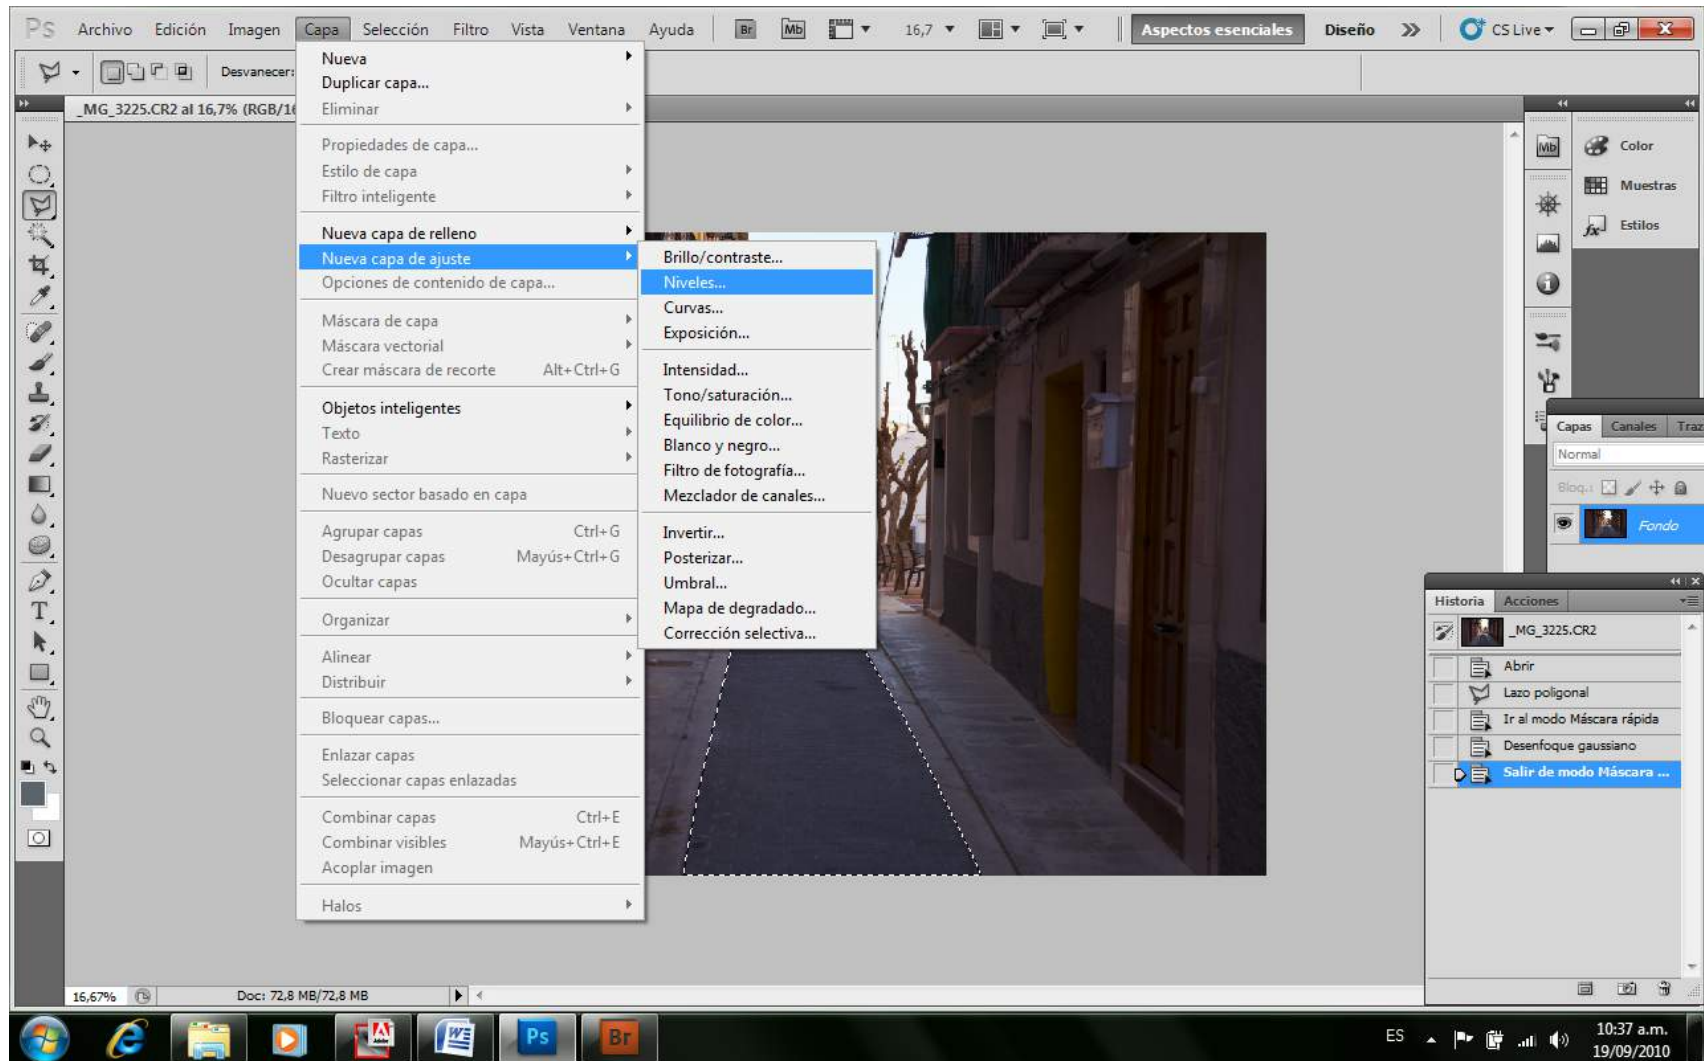 Ps Archivo Edición Imagen Capa Selección Filtro Vista Ventana Ayuda Br Mb 16,7 Aspectos esenciales Diseño CS Live
Desvanecer:
_MG_3225.CR2 al 16,7% (RGB/16
Nueva
Duplicar capa...
Eliminar
Propiedades de capa...
Estilo de capa
Filtro inteligente
Nueva capa de relleno
Nueva capa de ajuste
Opciones de contenido de capa...
Máscara de capa
Máscara vectorial
Crear máscara de recorte Alt+Ctrl+G
Objetos inteligentes
Texto
Rasterizar
Nuevo sector basado en capa
Agrupar capas Ctrl+G
Desagrupar capas Mayús+Ctrl+G
Ocultar capas
Organizar
Alinear
Distribuir
Bloquear capas...
Enlazar capas
Seleccionar capas enlazadas
Combinar capas Ctrl+E
Combinar visibles Mayús+Ctrl+E
Acoplar imagen
Halos
Brillo/contraste...
Niveles...
Curvas...
Exposición...
Intensidad...
Tono/saturación...
Equilibrio de color...
Blanco y negro...
Filtro de fotografía...
Mezclador de canales...
Invertir...
Posterizar...
Umbral...
Mapa de degradado...
Corrección selectiva...
Mb
Color
Muestras
Estilos
Capas Canales Traz
Normal
Bloq.:
Fondo
Historia Acciones
_MG_3225.CR2
Abrir
Lazo poligonal
Ir al modo Máscara rápida
Desenfoque gaussiano
Salir de modo Máscara ...
16,67% Doc: 72,8 MB/72,8 MB
Adobe
Ps
Br
ES
10:37 a.m.
19/09/2010